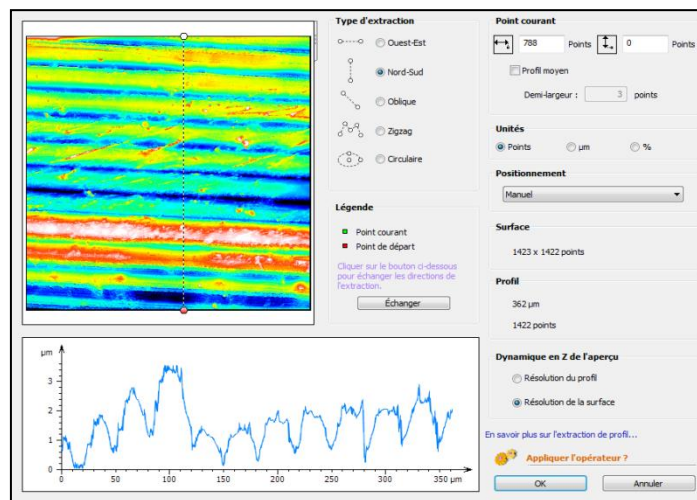 Type d'extraction
Ouest-Est
Nord-Sud
Oblique
Zigzag
Circulaire
Légende
Point courant
Point de départ
Cliquer sur le bouton ci-dessous
pour échanger les directions de
l'extraction.
Échanger
Point courant
788 Points 0 Points
Profil moyen
Demi-largeur : 3 points
Unités
Points µm %
Positionnement
Manuel
Surface
1423 x 1422 points
Profil
362 µm
1422 points
Dynamique en Z de l'aperçu
Résolution du profil
Résolution de la surface
En savoir plus sur l'extraction de profil...
Appliquer l'opérateur ?
OK Annuler
µm
3
2
1
0
0 50 100 150 200 250 300 350 µm